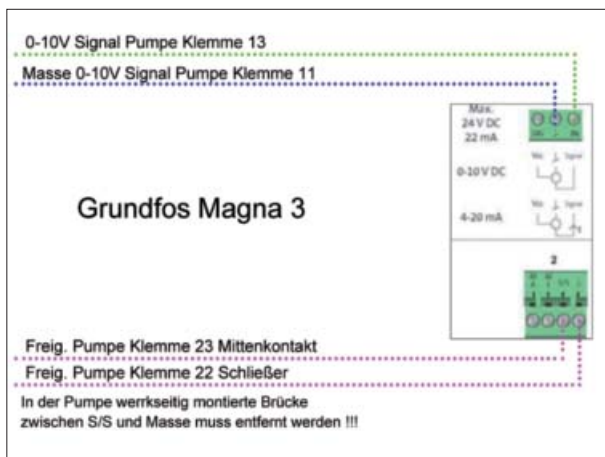 0-10V Signal Pumpe Klemme 13
Masse 0-10V Signal Pumpe Klemme 11
Max.
24 V DC
22 mA
0-10 V DC
4-20 mA
Grundfos Magna 3
2
Freig. Pumpe Klemme 23 Mittenkontakt
Freig. Pumpe Klemme 22 Schließer
In der Pumpe werrkseitig montierte Brücke
zwischen S/S und Masse muss entfernt werden !!!